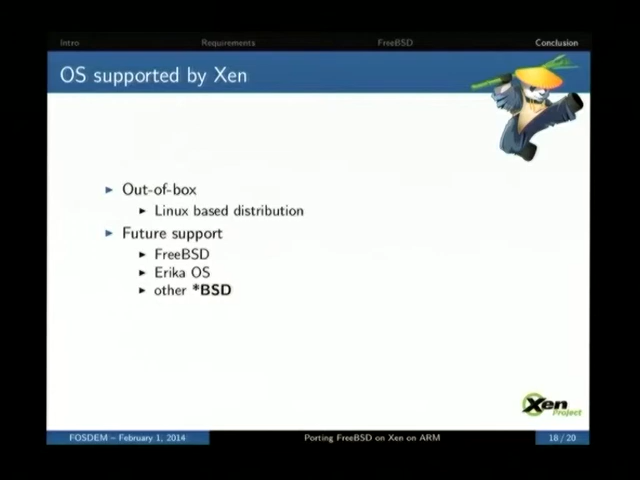 Intro Requirements FreeBSD Conclusion
OS supported by Xen
Out-of-box
Linux based distribution
Future support
FreeBSD
Erika OS
other *BSD
Xen
Project
FOSDEM – February 1, 2014 Porting FreeBSD on Xen on ARM 18 / 20